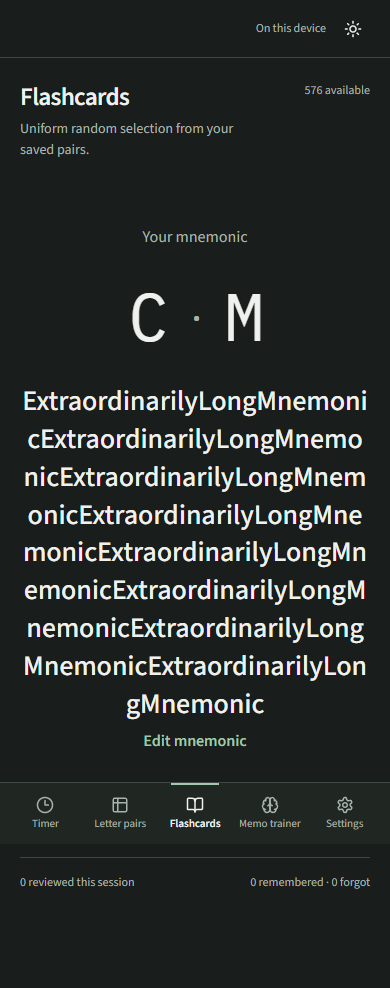 On this device
Flashcards
576 available
Uniform random selection from your
saved pairs.
Your mnemonic
C · M
ExtraordinarilyLongMnemoni
cExtraordinarilyLongMnemo
nicExtraordinarilyLongMnem
onicExtraordinarilyLongMne
monicExtraordinarilyLongMn
emonicExtraordinarilyLongM
nemonicExtraordinarilyLong
MnemonicExtraordinarilyLon
gMnemonic
Edit mnemonic
Timer
Letter pairs
Flashcards
Memo trainer
Settings
0 reviewed this session
0 remembered · 0 forgot